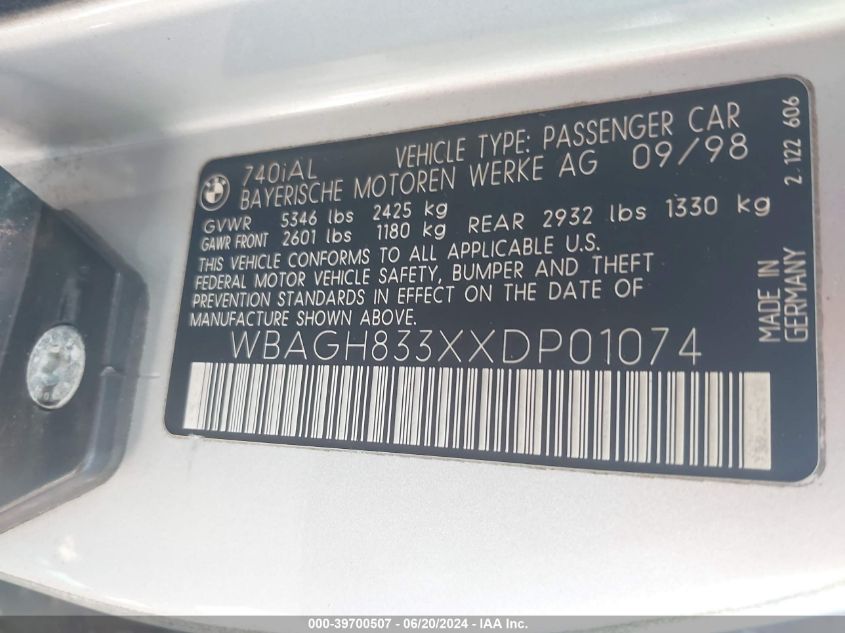 740iAL VEHICLE TYPE: PASSENGER CAR
BAYERISCHE MOTOREN WERKE AG 09/98
GVWR 5346 lbs 2425 kg
GAWR FRONT 2601 lbs 1180 kg REAR 2932 lbs 1330 kg
THIS VEHICLE CONFORMS TO ALL APPLICABLE U.S.
FEDERAL MOTOR VEHICLE SAFETY, BUMPER AND THEFT
PREVENTION STANDARDS IN EFFECT ON THE DATE OF
MANUFACTURE SHOWN ABOVE.
WBAGH833XXDP01074
MADE IN
GERMANY
2 122 606
000-39700507 - 06/20/2024 - IAA Inc.